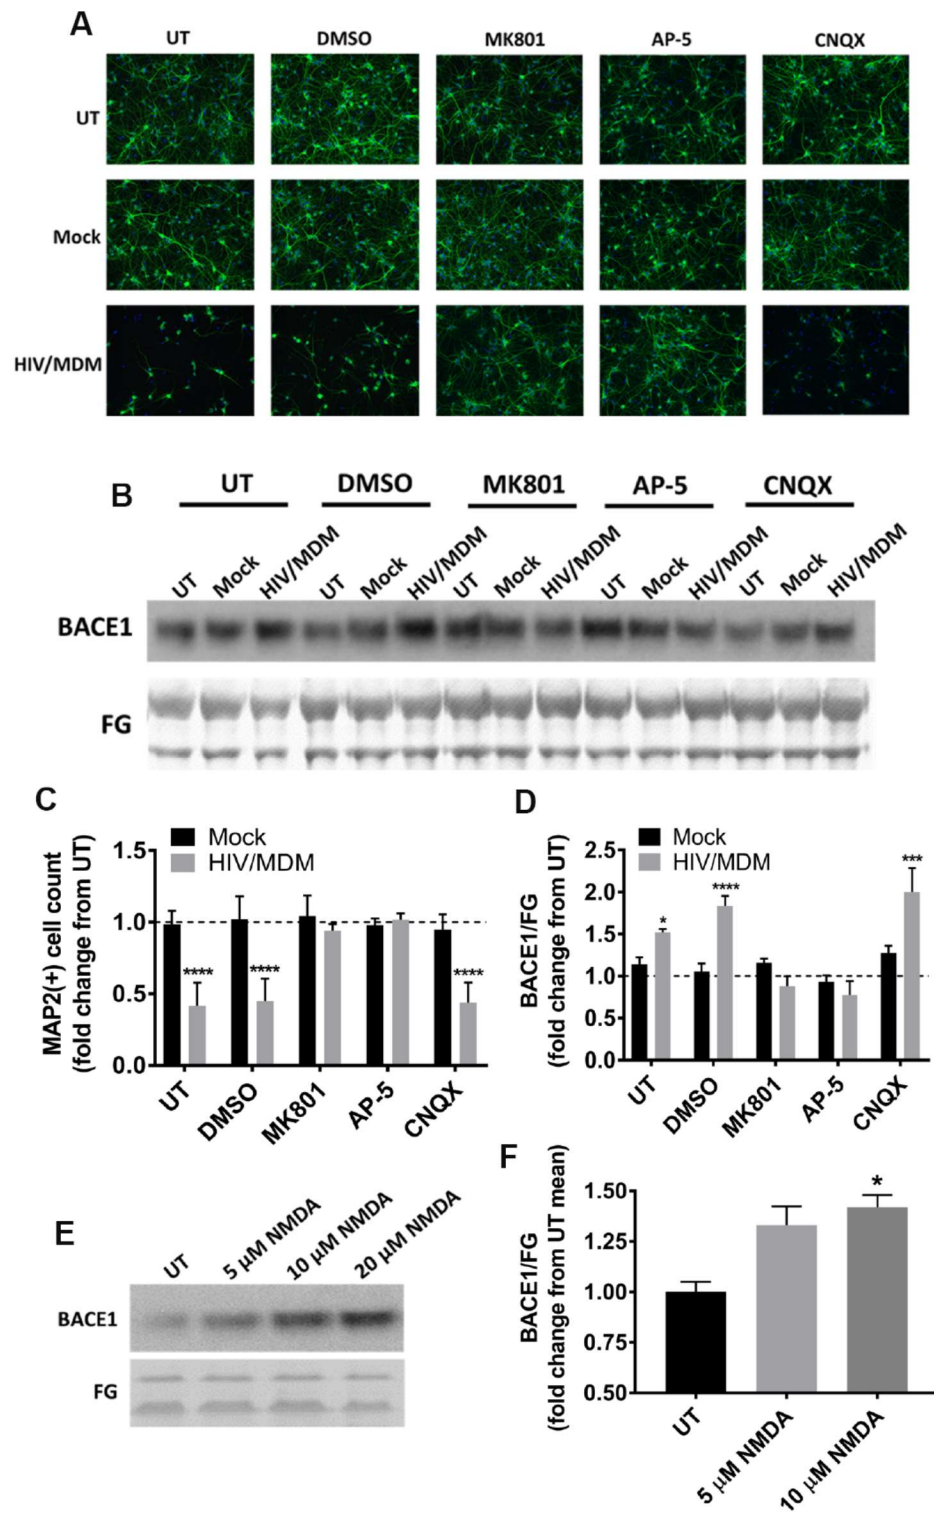 A
UT DMSO MK801 AP-5 CNQX
UT
Mock
HIV/MDM
B
UT DMSO MK801 AP-5 CNQX
UT Mock HIV/MDM UT Mock HIV/MDM UT Mock HIV/MDM UT Mock HIV/MDM UT Mock HIV/MDM
BACE1
FG
C
Mock
HIV/MDM
MAP2(+) cell count
(fold change from UT)
1.5
1.0
0.5
0.0
**** **** ****
UT DMSO MK801 AP-5 CNQX
D
Mock
HIV/MDM
BACE1/FG
(fold change from UT)
2.5
2.0
1.5
1.0
0.5
0.0
* **** ***
UT DMSO MK801 AP-5 CNQX
E
UT 5 µM NMDA 10 µM NMDA 20 µM NMDA
BACE1
FG
F
BACE1/FG
(fold change from UT mean)
1.50
1.25
1.00
0.75
0.50
*
UT 5 µM NMDA 10 µM NMDA